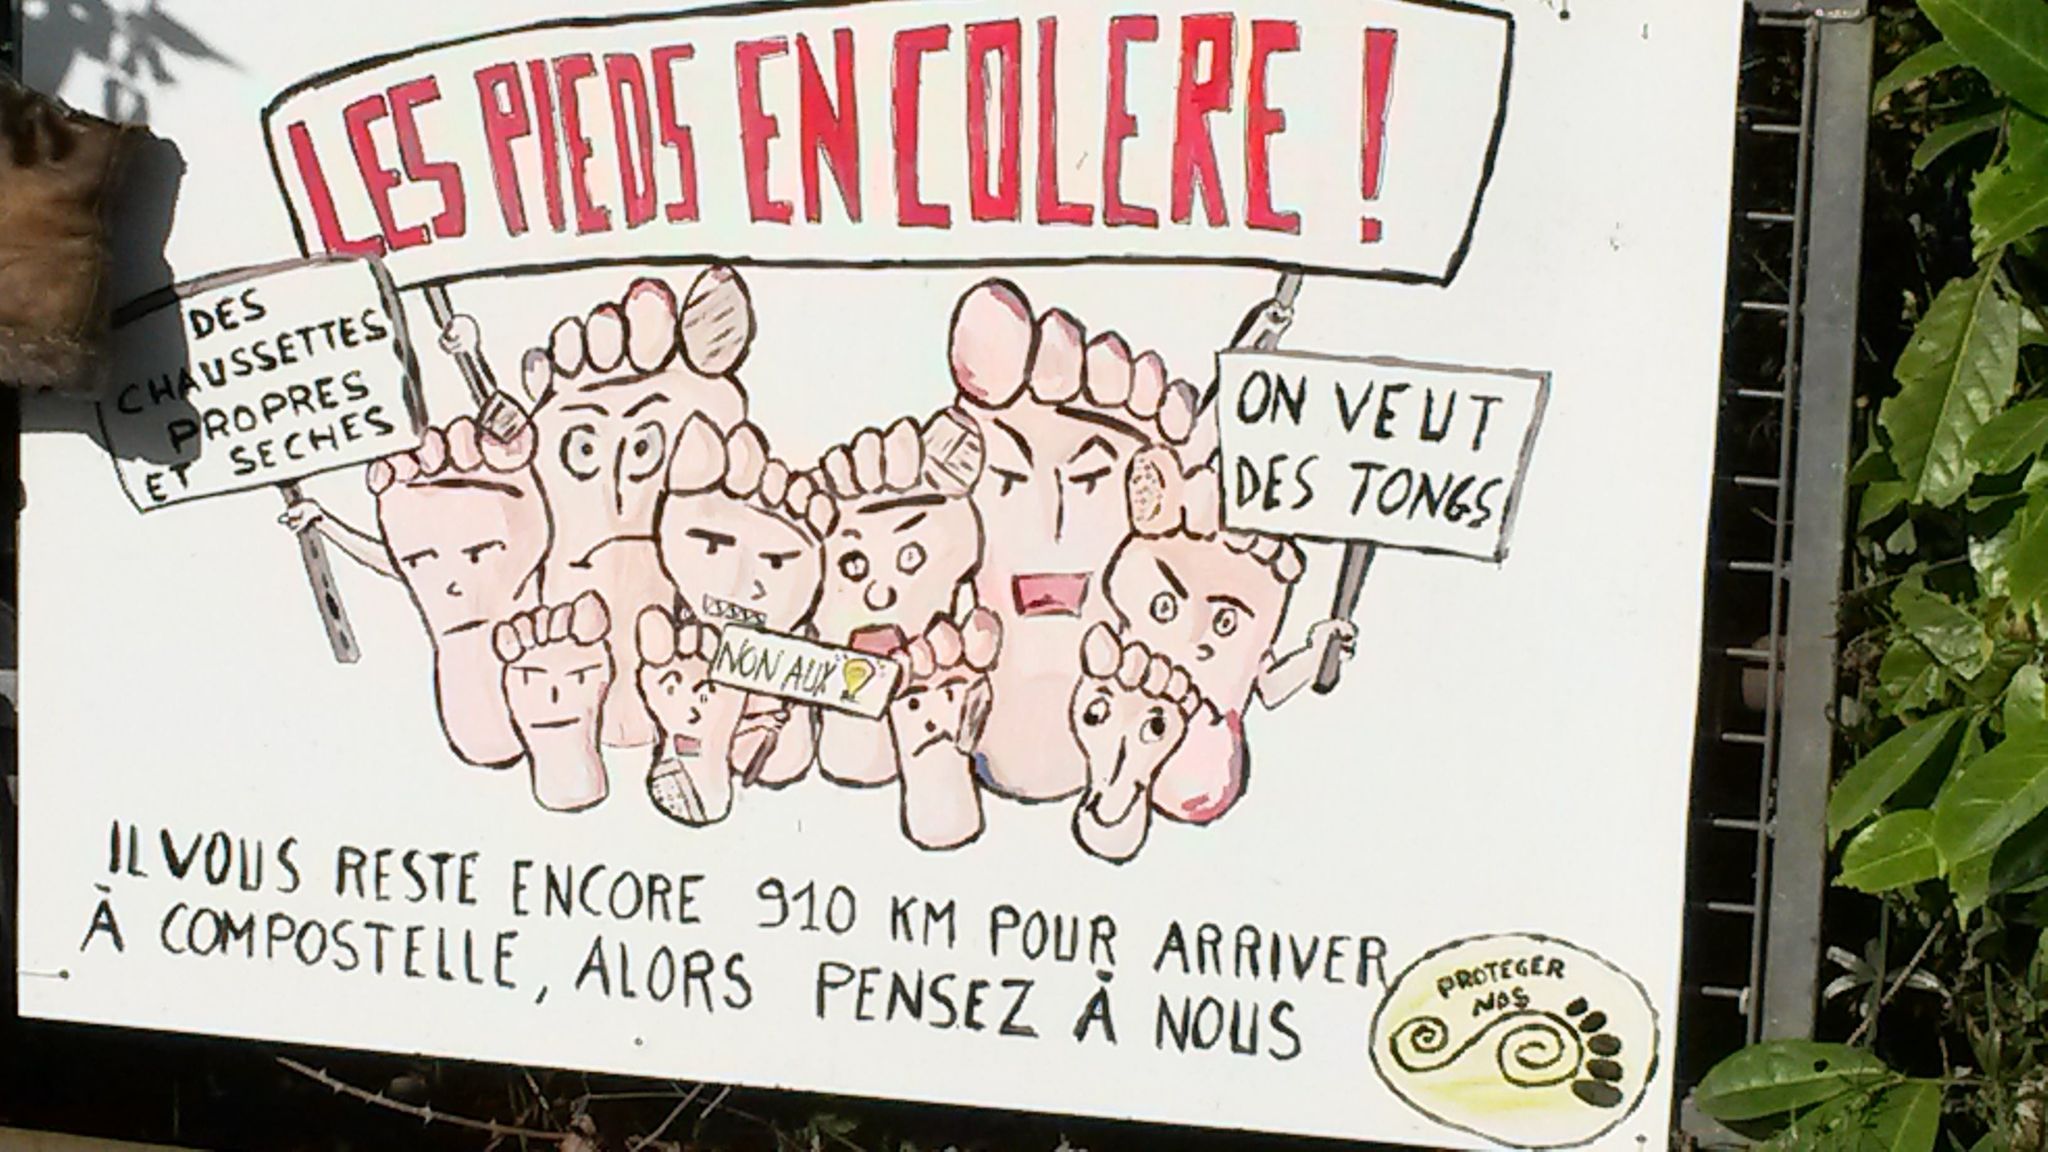 LES PIEDS EN COLERE !
DES
CHAUSSETTES
PROPRES
ET SECHES
ON VEUT
DES TONGS
NON AUX
IL VOUS RESTE ENCORE 910 KM POUR ARRIVER
À COMPOSTELLE, ALORS PENSEZ À NOUS
PROTEGER
NOS